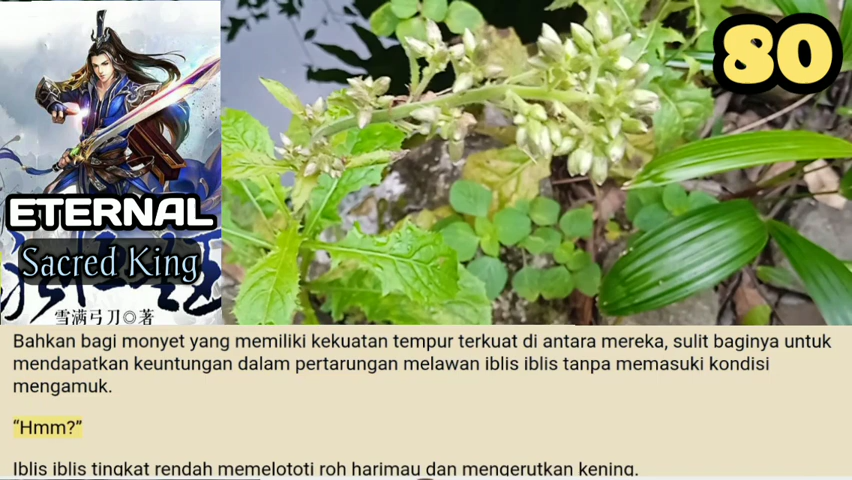 80
ETERNAL
Sacred King
雪满弓刀◎著
Bahkan bagi monyet yang memiliki kekuatan tempur terkuat di antara mereka, sulit baginya untuk
mendapatkan keuntungan dalam pertarungan melawan iblis iblis tanpa memasuki kondisi
mengamuk.
“Hmm?”
Iblis iblis tingkat rendah memelototi roh harimau dan mengerutkan kening.